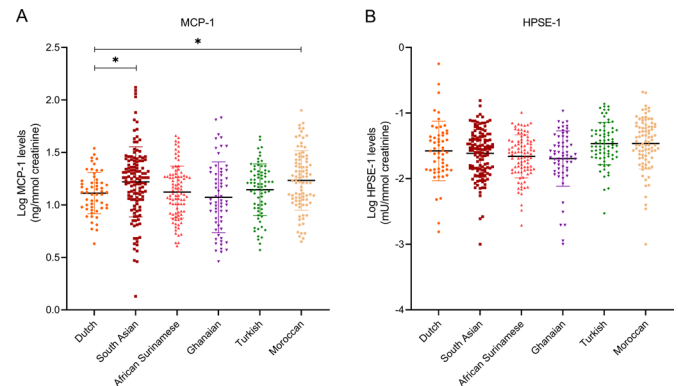 A
MCP-1
Log MCP-1 levels
(ng/mmol creatinine)
2.5
2.0
1.5
1.0
0.5
0.0
*
*
Dutch
South Asian
African Surinamese
Ghanaian
Turkish
Moroccan
B
HPSE-1
Log HPSE-1 levels
(mU/mmol creatinine)
-0
-1
-2
-3
-4
Dutch
South Asian
African Surinamese
Ghanaian
Turkish
Moroccan